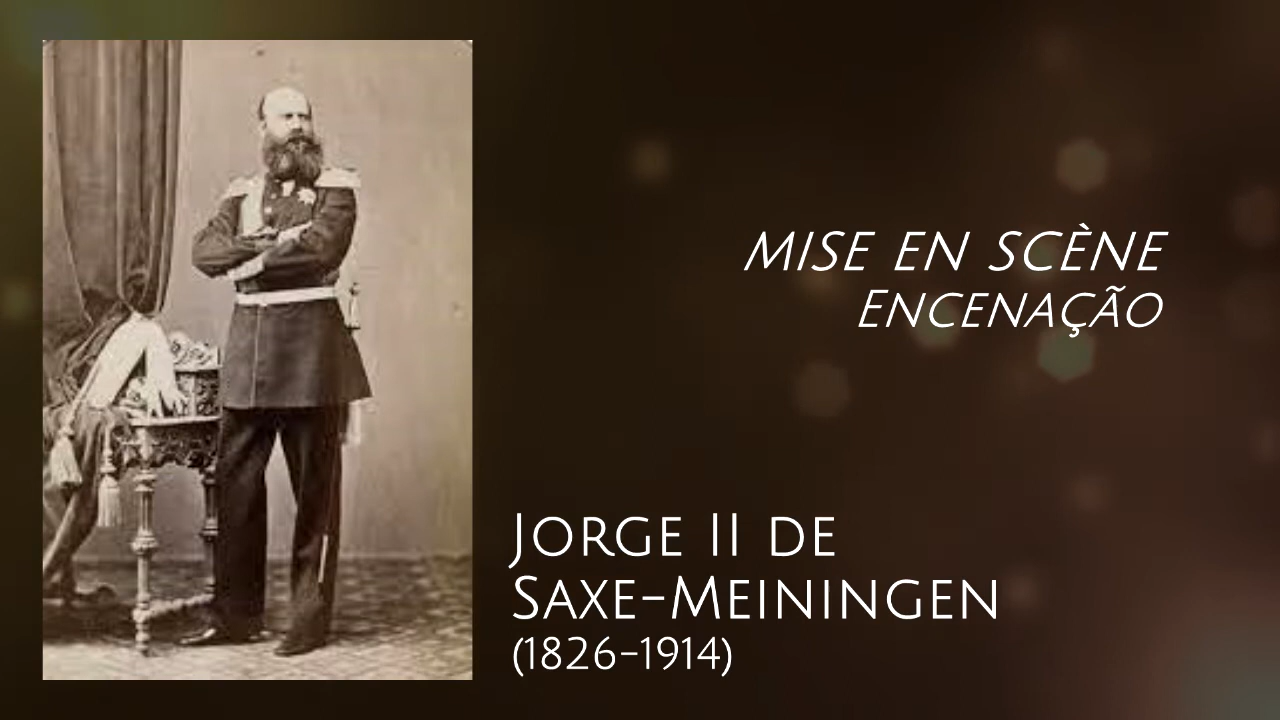 MISE EN SCÈNE
ENCENAÇÃO
JORGE II DE
SAXE-MEININGEN
(1826-1914)